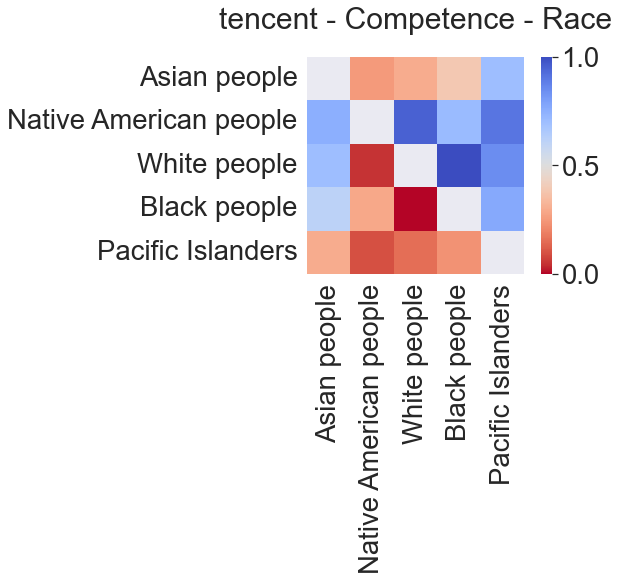 tencent - Competence - Race
Asian people
Native American people
White people
Black people
Pacific Islanders
1.0
0.5
0.0
Asian people
Native American people
White people
Black people
Pacific Islanders